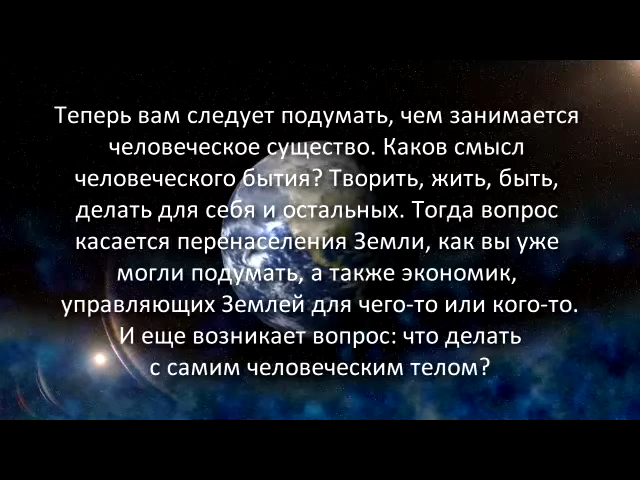 Теперь вам следует подумать, чем занимается
человеческое существо. Каков смысл
человеческого бытия? Творить, жить, быть,
делать для себя и остальных. Тогда вопрос
касается перенаселения Земли, как вы уже
могли подумать, а также экономик,
управляющих Землей для чего-то или кого-то.
И еще возникает вопрос: что делать
с самим человеческим телом?